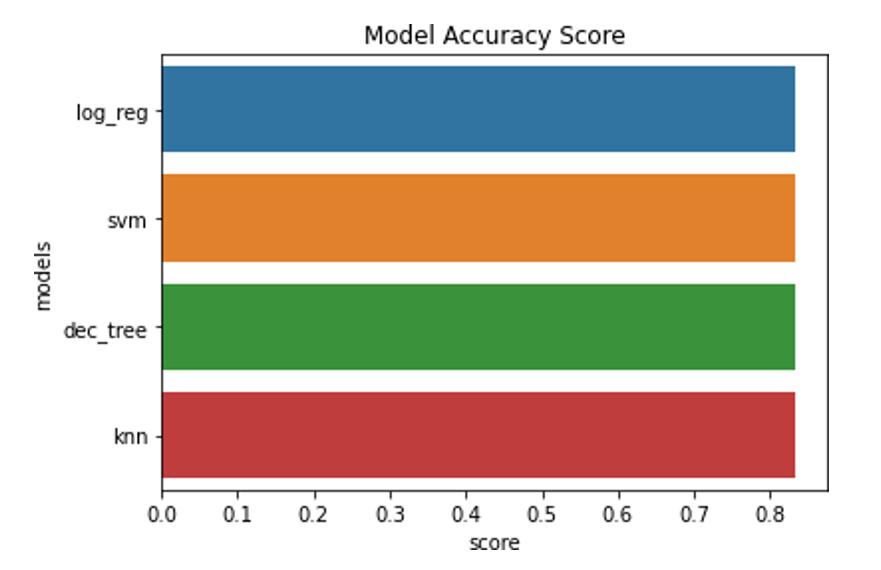 Model Accuracy Score
log_reg
svm
dec_tree
knn
models
0.0 0.1 0.2 0.3 0.4 0.5 0.6 0.7 0.8
score